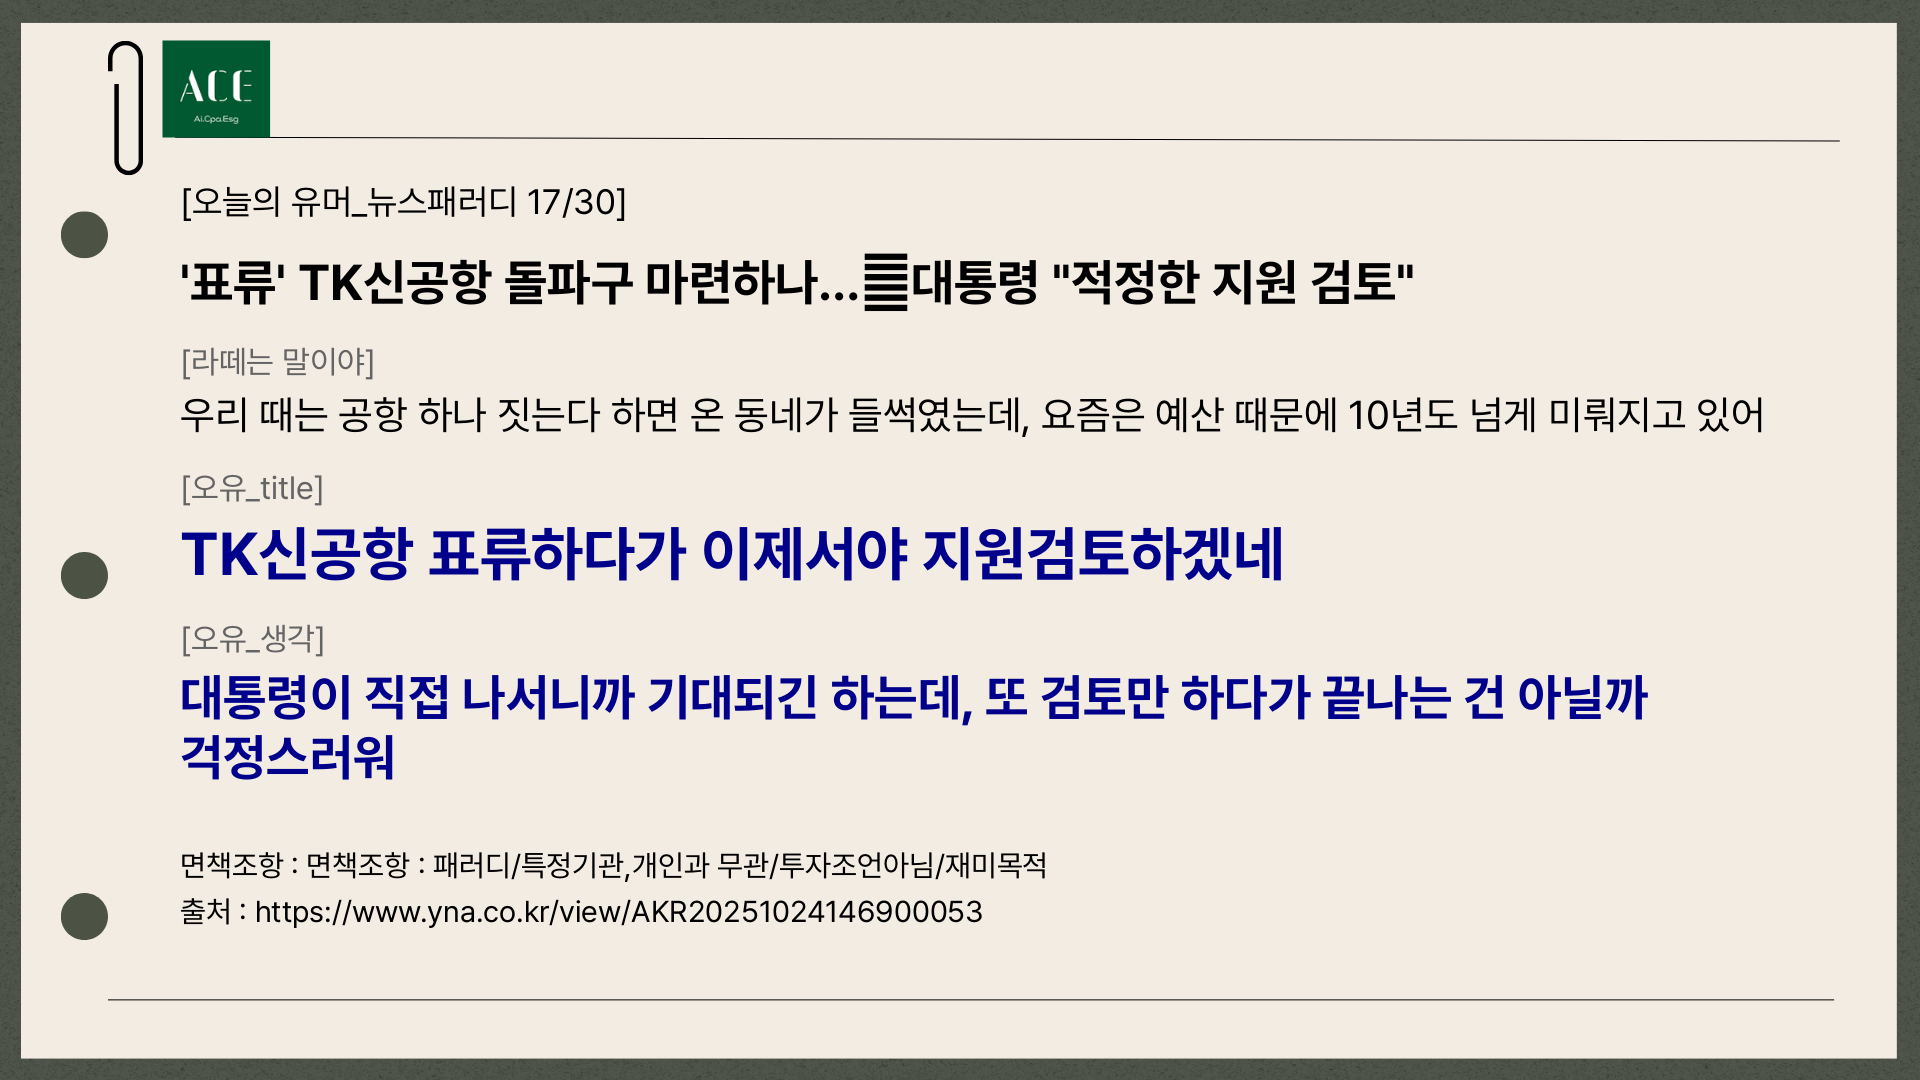 ACE
Ai.Cpa.Esg
[오늘의 유머_뉴스패러디 17/30]
'표류' TK신공항 돌파구 마련하나…대통령 "적정한 지원 검토"
[라떼는 말이야]
우리 때는 공항 하나 짓는다 하면 온 동네가 들썩였는데, 요즘은 예산 때문에 10년도 넘게 미뤄지고 있어
[오유_title]
TK신공항 표류하다가 이제서야 지원검토하겠네
[오유_생각]
대통령이 직접 나서니까 기대되긴 하는데, 또 검토만 하다가 끝나는 건 아닐까
걱정스러워
면책조항 : 면책조항 : 패러디/특정기관,개인과 무관/투자조언아님/재미목적
출처 : https://www.yna.co.kr/view/AKR20251024146900053